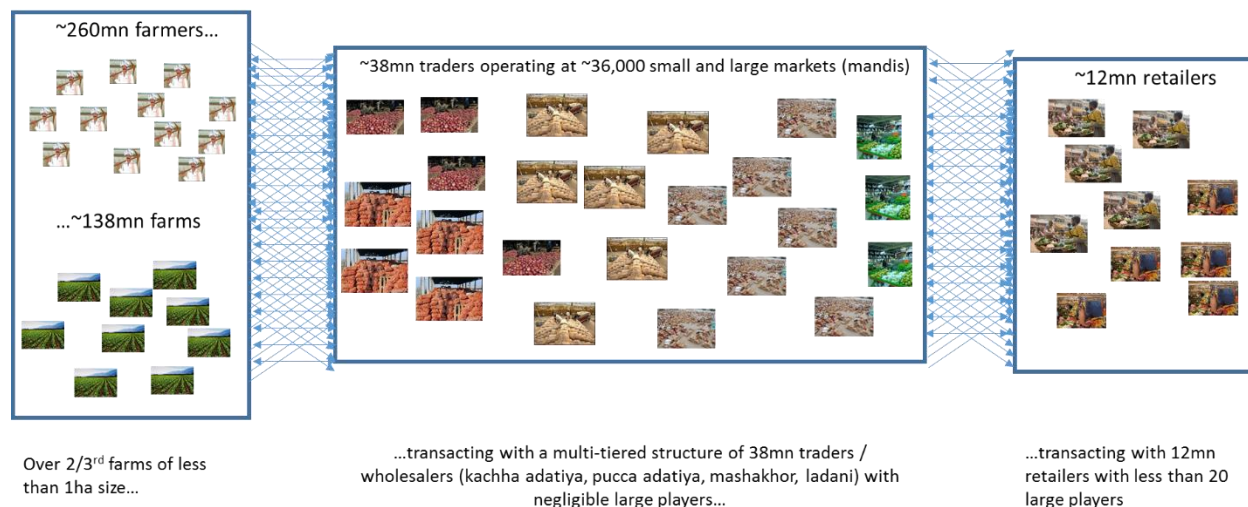 ~260mn farmers...
...~138mn farms
~38mn traders operating at ~36,000 small and large markets (mandis)
~12mn retailers
Over 2/3rd farms of less
than 1ha size...
...transacting with a multi-tiered structure of 38mn traders /
wholesalers (kachha adatiya, pucca adatiya, mashakhor, ladani) with
negligible large players...
...transacting with 12mn
retailers with less than 20
large players